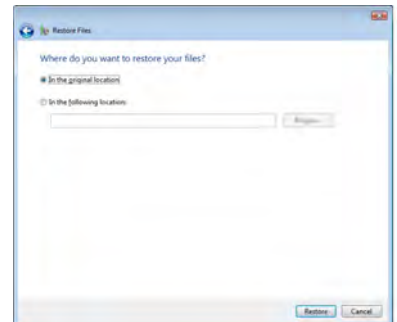 Restore Files
Where do you want to restore your files?
In the original location
In the following location:
Browse...
Restore Cancel